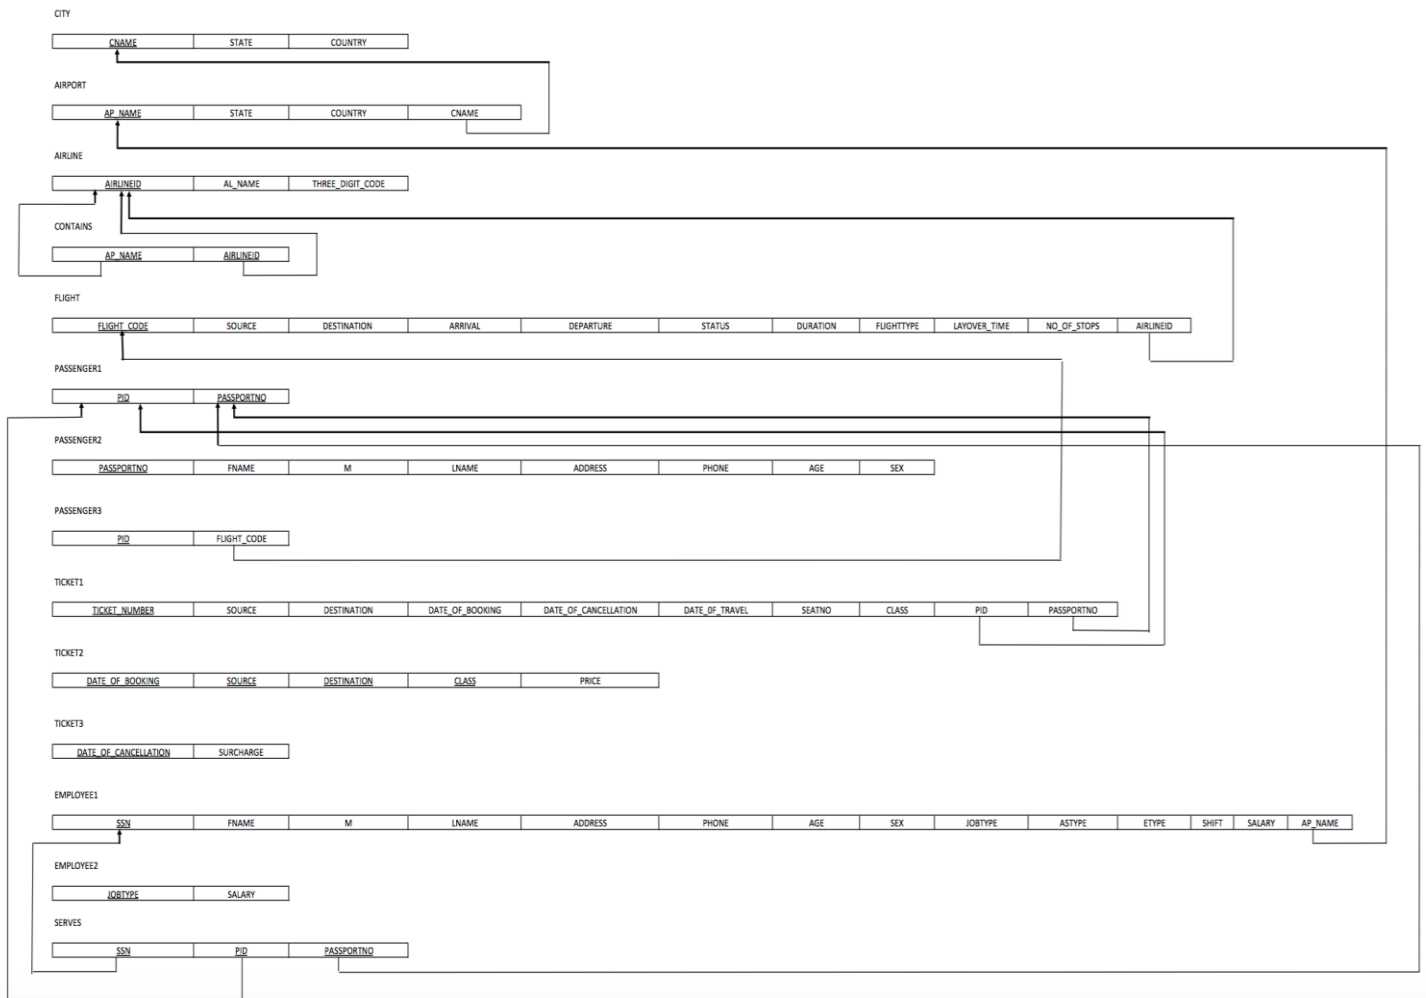 CITY
CNAME STATE COUNTRY
AIRPORT
AP_NAME STATE COUNTRY CNAME
AIRLINE
AIRLINEID AL_NAME THREE_DIGIT_CODE
CONTAINS
AP_NAME AIRLINEID
FLIGHT
FLIGHT_CODE SOURCE DESTINATION ARRIVAL DEPARTURE STATUS DURATION FLIGHTTYPE LAYOVER_TIME NO_OF_STOPS AIRLINEID
PASSENGER1
PID PASSPORTNO
PASSENGER2
PASSPORTNO FNAME M LNAME ADDRESS PHONE AGE SEX
PASSENGER3
PID FLIGHT_CODE
TICKET1
TICKET_NUMBER SOURCE DESTINATION DATE_OF_BOOKING DATE_OF_CANCELLATION DATE_0F_TRAVEL SEATNO CLASS PID PASSPORTNO
TICKET2
DATE_OF_BOOKING SOURCE DESTINATION CLASS PRICE
TICKET3
DATE_OF_CANCELLATION SURCHARGE
EMPLOYEE1
SSN FNAME M LNAME ADDRESS PHONE AGE SEX JOBTYPE ASTYPE ETYPE SHIFT SALARY AP_NAME
EMPLOYEE2
JOBTYPE SALARY
SERVES
SSN PID PASSPORTNO